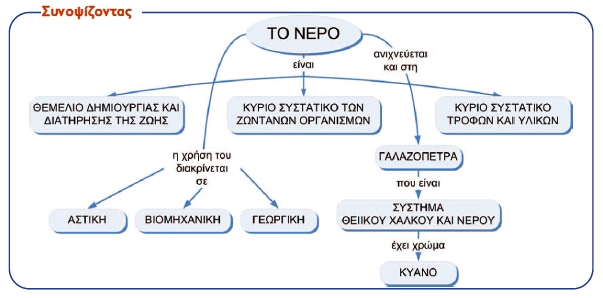 Συνοψίζοντας
ΤΟ ΝΕΡΟ
είναι
ανιχνεύεται
και στη
ΘΕΜΕΛΙΟ ΔΗΜΙΟΥΡΓΙΑΣ ΚΑΙ
ΔΙΑΤΗΡΗΣΗΣ ΤΗΣ ΖΩΗΣ
ΚΥΡΙΟ ΣΥΣΤΑΤΙΚΟ ΤΩΝ
ΖΩΝΤΑΝΩΝ ΟΡΓΑΝΙΣΜΩΝ
ΚΥΡΙΟ ΣΥΣΤΑΤΙΚΟ
ΤΡΟΦΩΝ ΚΑΙ ΥΛΙΚΩΝ
η χρήση του
διακρίνεται
σε
ΑΣΤΙΚΗ
ΒΙΟΜΗΧΑΝΙΚΗ
ΓΕΩΡΓΙΚΗ
ΓΑΛΑΖΟΠΕΤΡΑ
που είναι
ΣΥΣΤΗΜΑ
ΘΕΙΙΚΟΥ ΧΑΛΚΟΥ ΚΑΙ ΝΕΡΟΥ
έχει χρώμα
ΚΥΑΝΟ